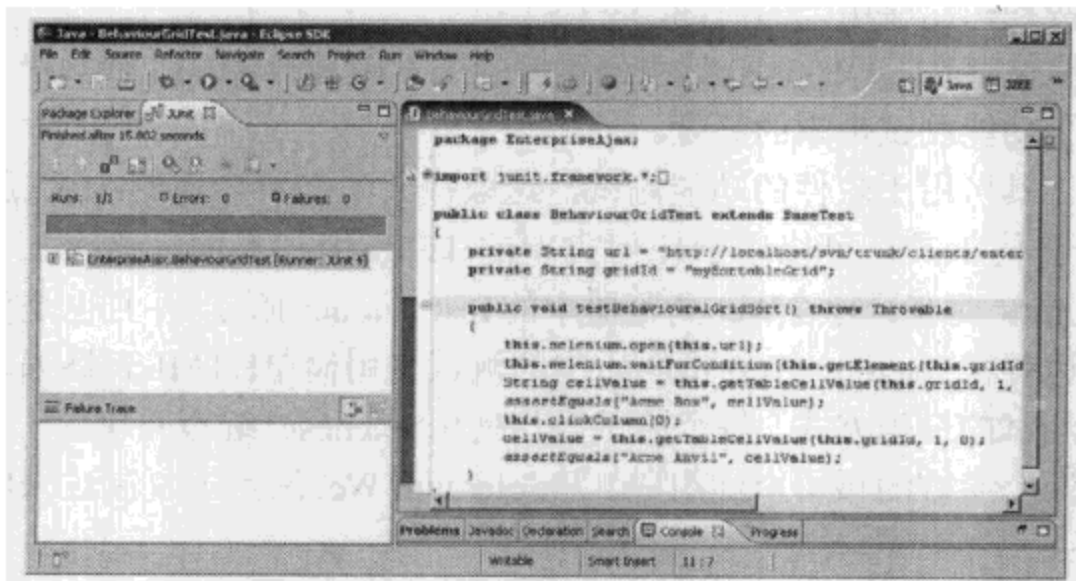 Java - BehaviourGridTest.java - Eclipse SDK
File Edit Source Refactor Navigate Search Project Run Window Help
Java J2EE
Package Explorer JUnit
Finished after 15.802 seconds
Runs: 1/1 Errors: 0 Failures: 0
EnterpriseAjax.BehaviourGridTest [Runner: JUnit 4]
Failure Trace
BehaviourGridTest.java
package EnterpriseAjax;
import junit.framework.*;
public class BehaviourGridTest extends BaseTest
{
private String url = "http://localhost/svn/trunk/clients/enter
private String gridId = "mySortableGrid";
public void testBehaviouralGridSort() throws Throwable
{
this.selenium.open(this.url);
this.selenium.waitForCondition(this.getElement(this.gridId
String cellValue = this.getTableCellValue(this.gridId, 1,
assertEquals("Acme Box", cellValue);
this.clickColumn(0);
cellValue = this.getTableCellValue(this.gridId, 1, 0);
assertEquals("Acme Anvil", cellValue);
}
Problems Javadoc Declaration Search Console Progress
Writable Smart Insert 11:7